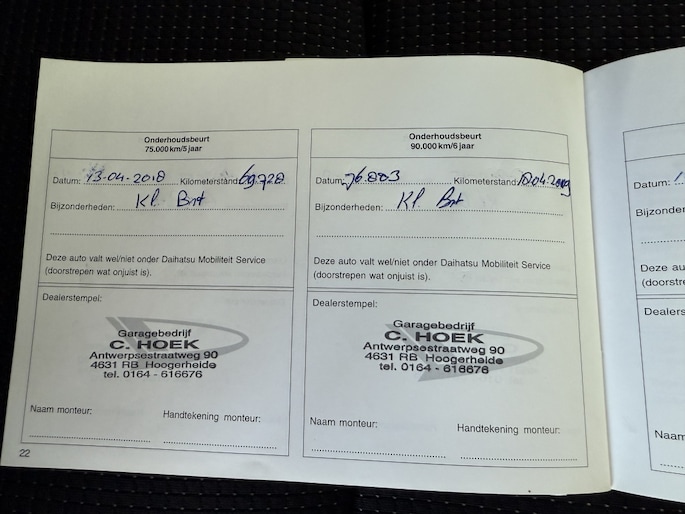 Onderhoudsbeurt
75.000 km/5 jaar
Datum: 13-04-2018 Kilometerstand: 69.728
Bijzonderheden: Kl. Brt
Deze auto valt wel/niet onder Daihatsu Mobiliteit Service
(doorstrepen wat onjuist is).
Dealerstempel:
Garagebedrijf
C. HOEK
Antwerpsestraatweg 90
4631 RB Hoogerheide
tel. 0164 - 616676
Naam monteur: Handtekening monteur:
22
Onderhoudsbeurt
90.000 km/6 jaar
Datum: 76.003 Kilometerstand: 18.04.2019
Bijzonderheden: Kl. Brt
Deze auto valt wel/niet onder Daihatsu Mobiliteit Service
(doorstrepen wat onjuist is).
Dealerstempel:
Garagebedrijf
C. HOEK
Antwerpsestraatweg 90
4631 RB Hoogerheide
tel. 0164 - 616676
Naam monteur: Handtekening monteur:
Datum:
Bijzonder
Deze au
(doorstre
Dealers
Naam